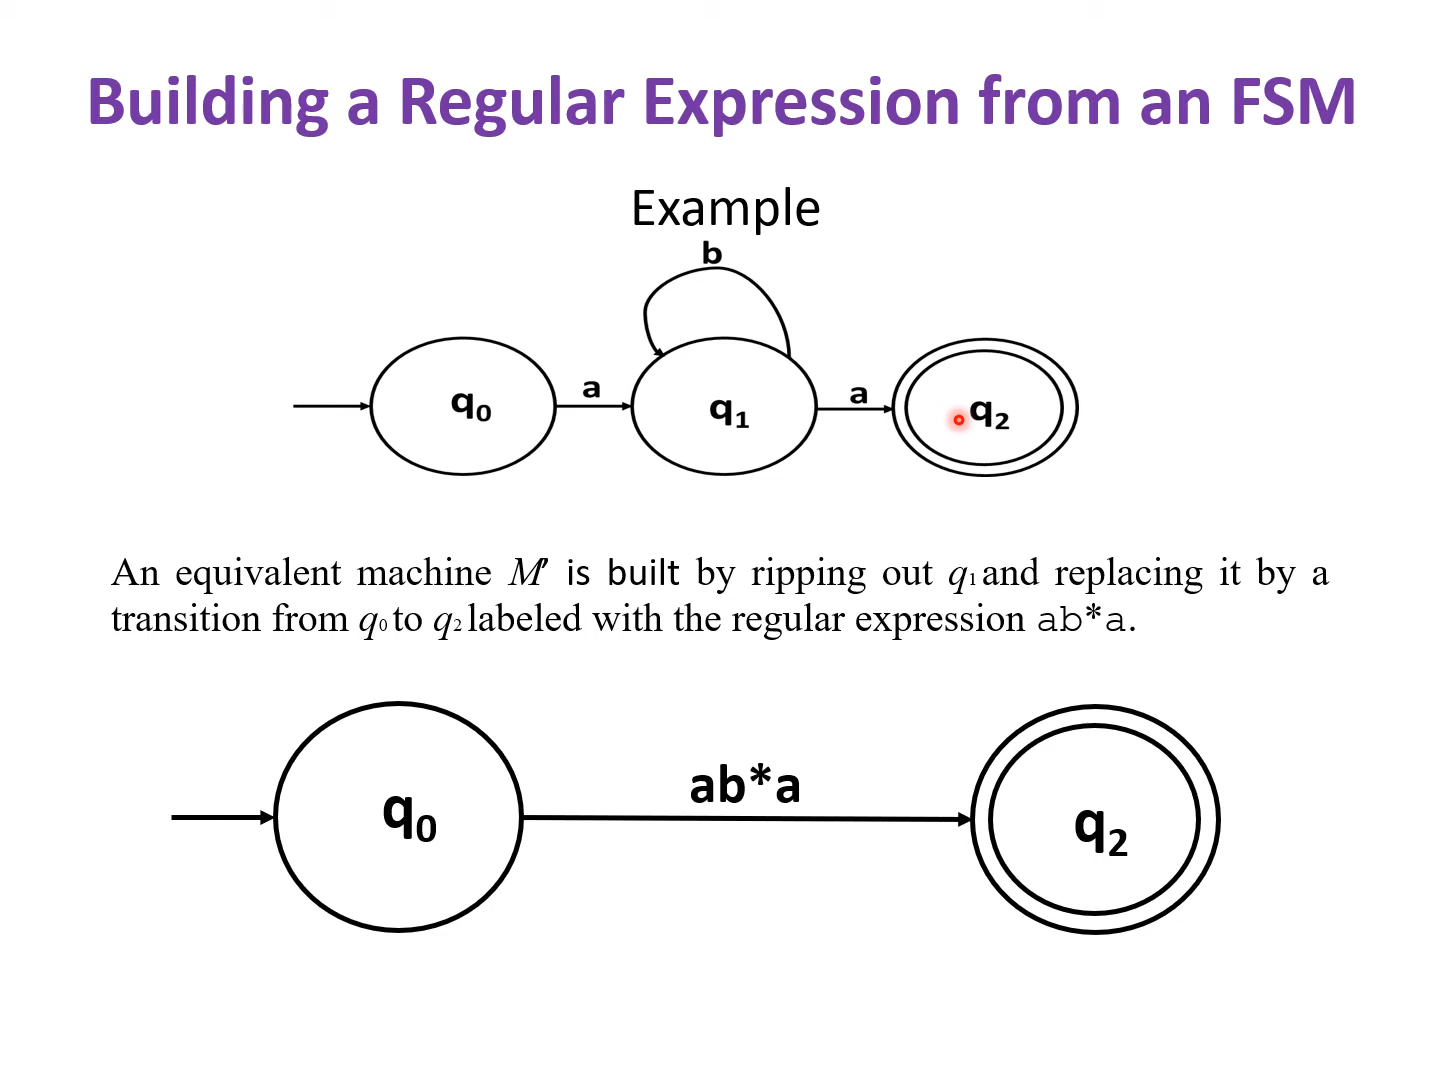 Building a Regular Expression from an FSM
Example
b
q₀
a
q₁
a
q₂
An equivalent machine M' is built by ripping out q₁ and replacing it by a
transition from q₀ to q₂ labeled with the regular expression ab*a.
q₀
ab*a
q₂